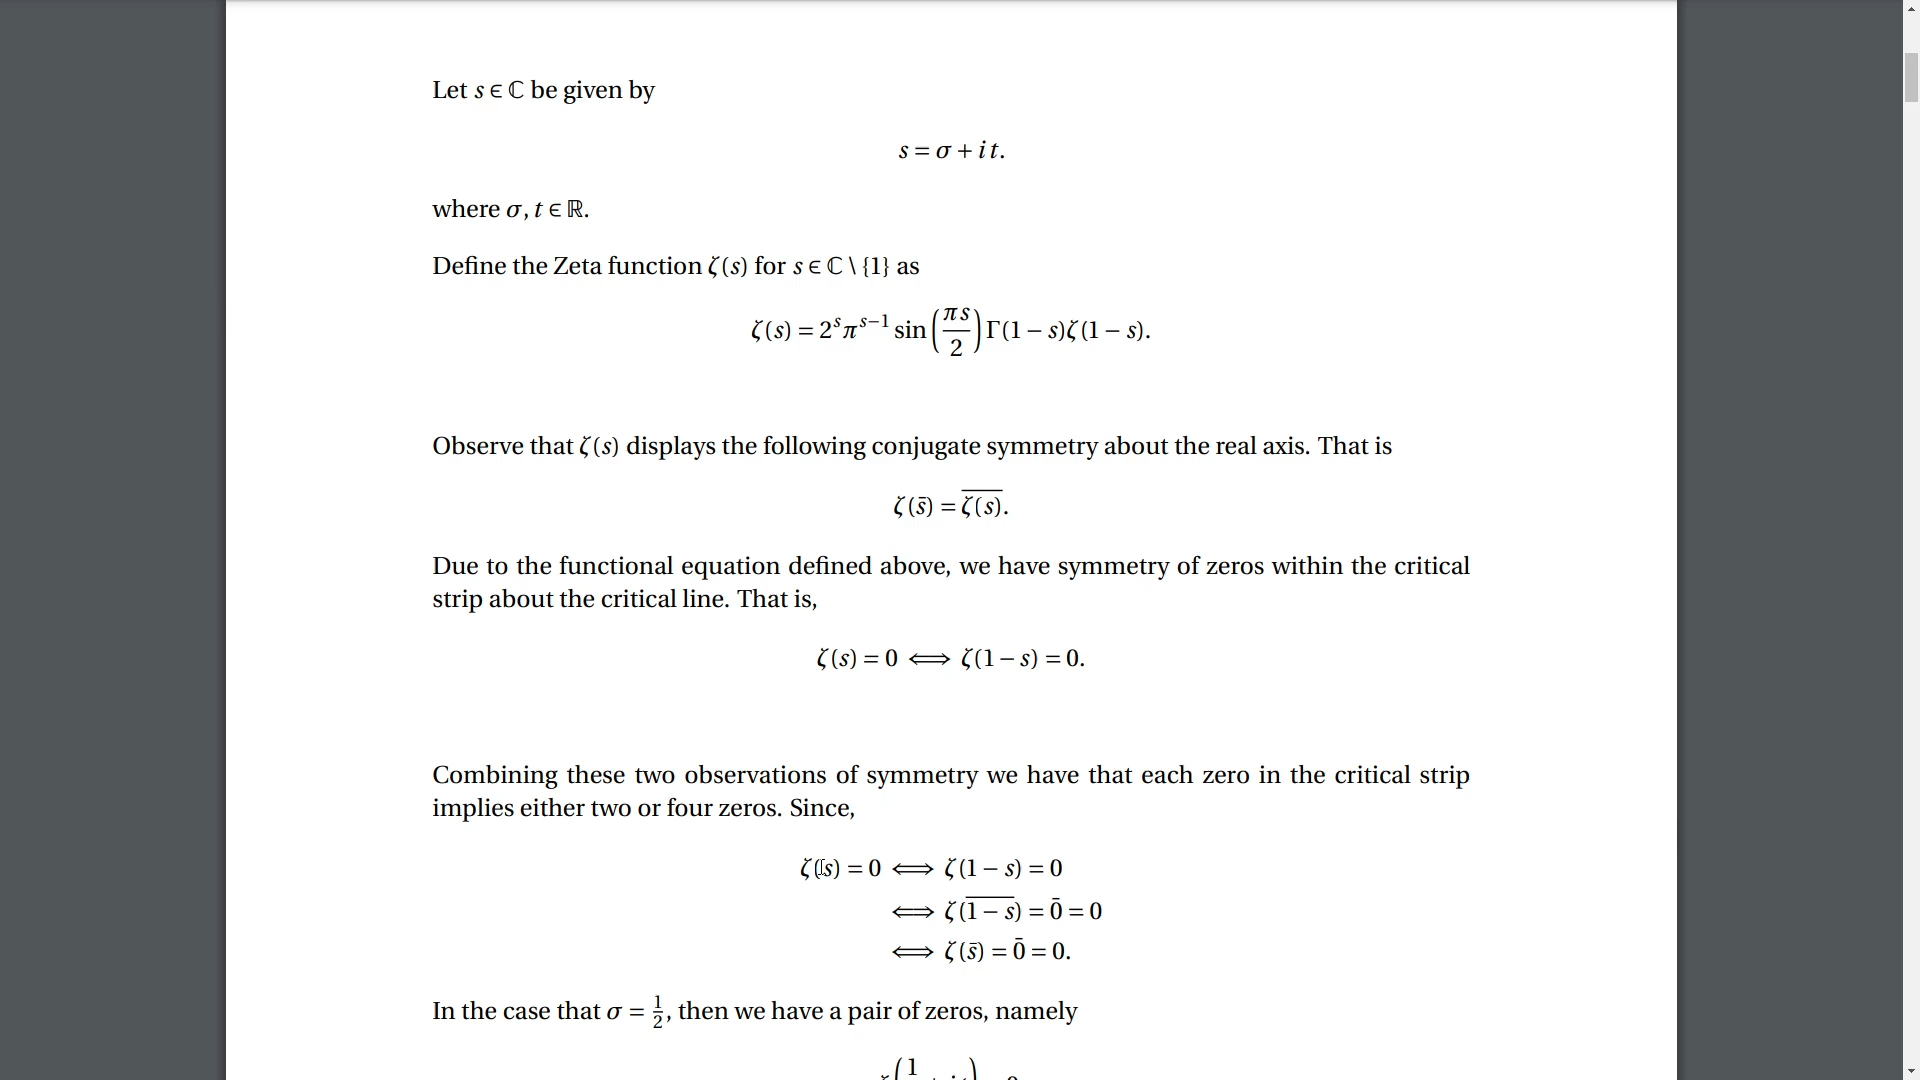 Let s ∈ ℂ be given by
s = σ + it.
where σ, t ∈ ℝ.
Define the Zeta function ζ(s) for s ∈ ℂ \ {1} as
ζ(s) = 2^s π^{s−1} sin(πs/2) Γ(1 − s)ζ(1 − s).
Observe that ζ(s) displays the following conjugate symmetry about the real axis. That is
ζ(s̄) = \overline{ζ(s)}.
Due to the functional equation defined above, we have symmetry of zeros within the critical
strip about the critical line. That is,
ζ(s) = 0 ⟺ ζ(1 − s) = 0.
Combining these two observations of symmetry we have that each zero in the critical strip
implies either two or four zeros. Since,
ζ(s) = 0 ⟺ ζ(1 − s) = 0
⟺ ζ(\overline{1 − s}) = 0̄ = 0
⟺ ζ(s̄) = 0̄ = 0.
In the case that σ = 1/2, then we have a pair of zeros, namely